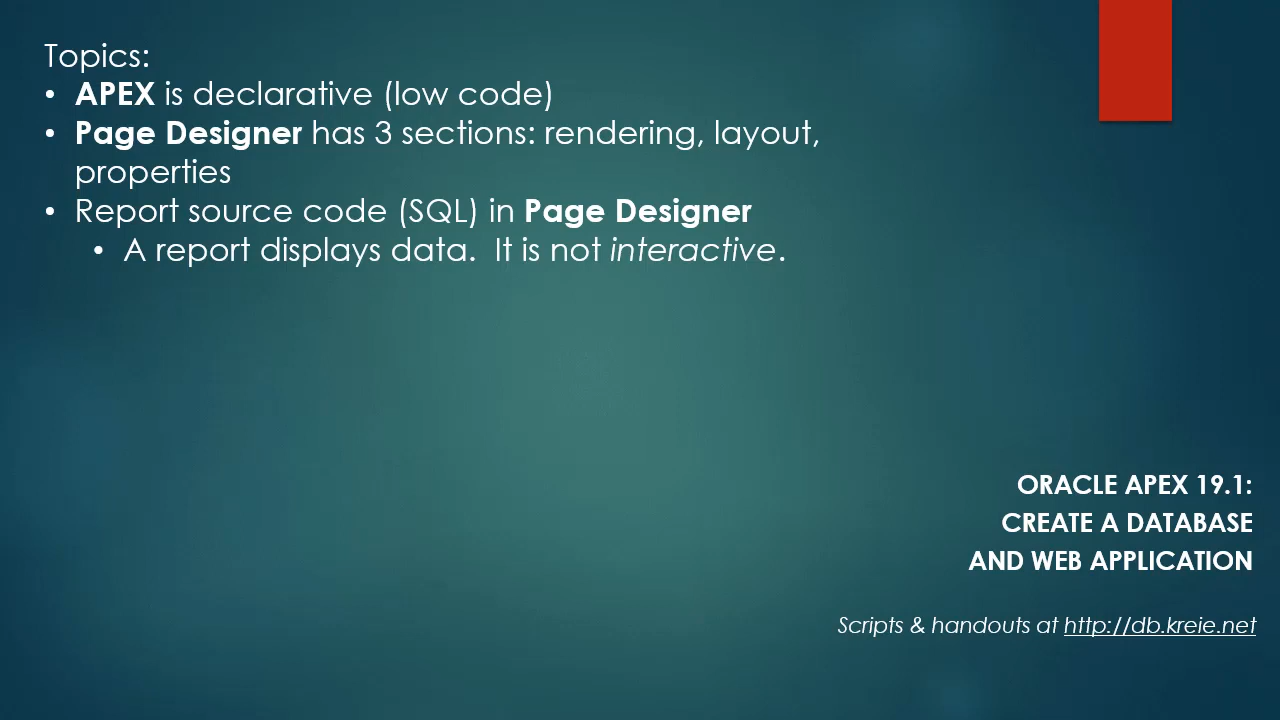 Topics:
• APEX is declarative (low code)
• Page Designer has 3 sections: rendering, layout,
properties
• Report source code (SQL) in Page Designer
• A report displays data.  It is not interactive.
ORACLE APEX 19.1:
CREATE A DATABASE
AND WEB APPLICATION
Scripts & handouts at http://db.kreie.net